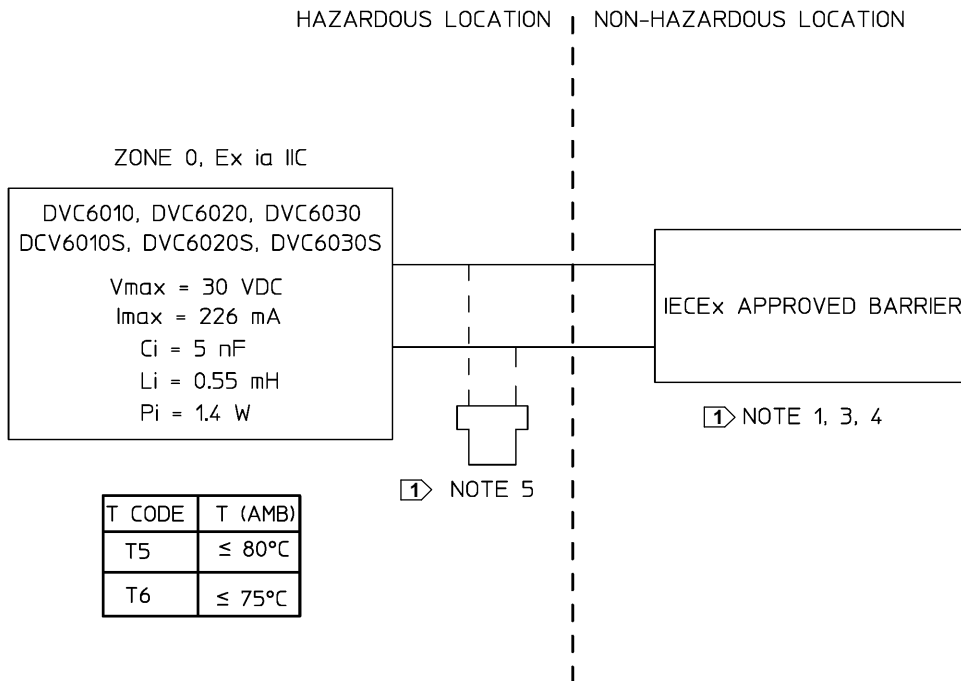 HAZARDOUS LOCATION
NON-HAZARDOUS LOCATION
ZONE 0, Ex ia IIC
DVC6010, DVC6020, DVC6030
DCV6010S, DVC6020S, DVC6030S
Vmax = 30 VDC
Imax = 226 mA
Ci = 5 nF
Li = 0.55 mH
Pi = 1.4 W
IECEx APPROVED BARRIER
1 NOTE 1, 3, 4
1 NOTE 5
T CODE T (AMB)
T5 ≤ 80°C
T6 ≤ 75°C